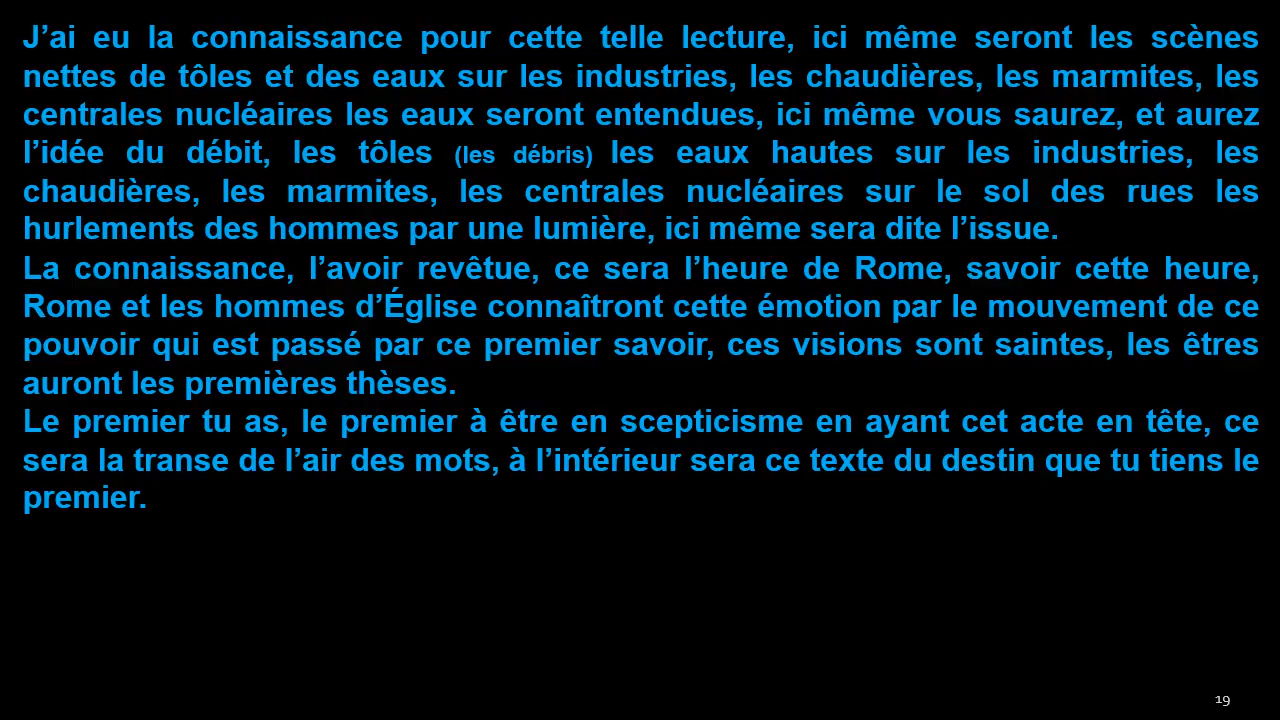 J’ai eu la connaissance pour cette telle lecture, ici même seront les scènes
nettes de tôles et des eaux sur les industries, les chaudières, les marmites, les
centrales nucléaires les eaux seront entendues, ici même vous saurez, et aurez
l’idée du débit, les tôles (les débris) les eaux hautes sur les industries, les
chaudières, les marmites, les centrales nucléaires sur le sol des rues les
hurlements des hommes par une lumière, ici même sera dite l’issue.
La connaissance, l’avoir revêtue, ce sera l’heure de Rome, savoir cette heure,
Rome et les hommes d’Église connaîtront cette émotion par le mouvement de ce
pouvoir qui est passé par ce premier savoir, ces visions sont saintes, les êtres
auront les premières thèses.
Le premier tu as, le premier à être en scepticisme en ayant cet acte en tête, ce
sera la transe de l’air des mots, à l’intérieur sera ce texte du destin que tu tiens le
premier.
19